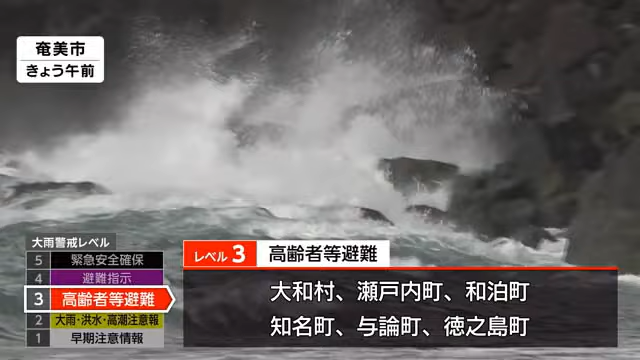 奄美市
きょう午前
大雨警戒レベル
5 緊急安全確保
4 避難指示
3 高齢者等避難
2 大雨・洪水・高潮注意報
1 早期注意情報
レベル3 高齢者等避難
大和村、瀬戸内町、和泊町
知名町、与論町、徳之島町